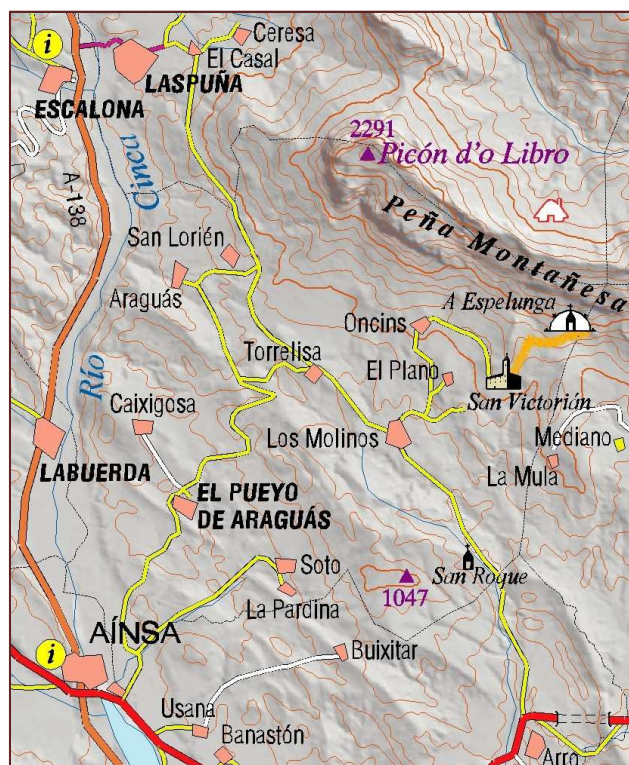 i
Ceresa
El Casal
LASPUÑA
ESCALONA
2291
Picón d'o Libro
A-138
Cinca
Peña Montañesa
San Lorién
Araguás
A Espelunga
Oncins
Torrelisa
El Plano
Río
San Victorián
Caixigosa
Los Molinos
Mediano
La Mula
LABUERDA
EL PUEYO
DE ARAGUÁS
Soto
San Roque
1047
La Pardina
AÍNSA
i
Buixitar
Usana
Banastón
Arro